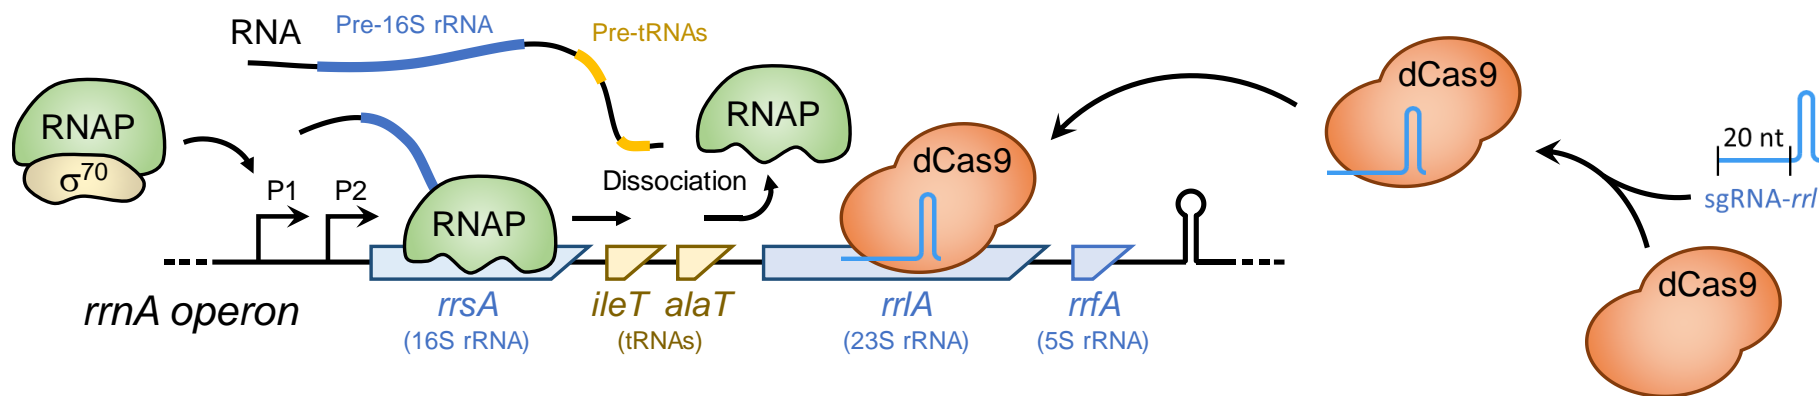 RNA
Pre-16S rRNA
Pre-tRNAs
RNAP
σ70
P1
P2
RNAP
Dissociation
RNAP
dCas9
dCas9
20 nt
sgRNA-rrl
dCas9
rrnA operon
rrsA
(16S rRNA)
ileT
alaT
(tRNAs)
rrlA
(23S rRNA)
rrfA
(5S rRNA)